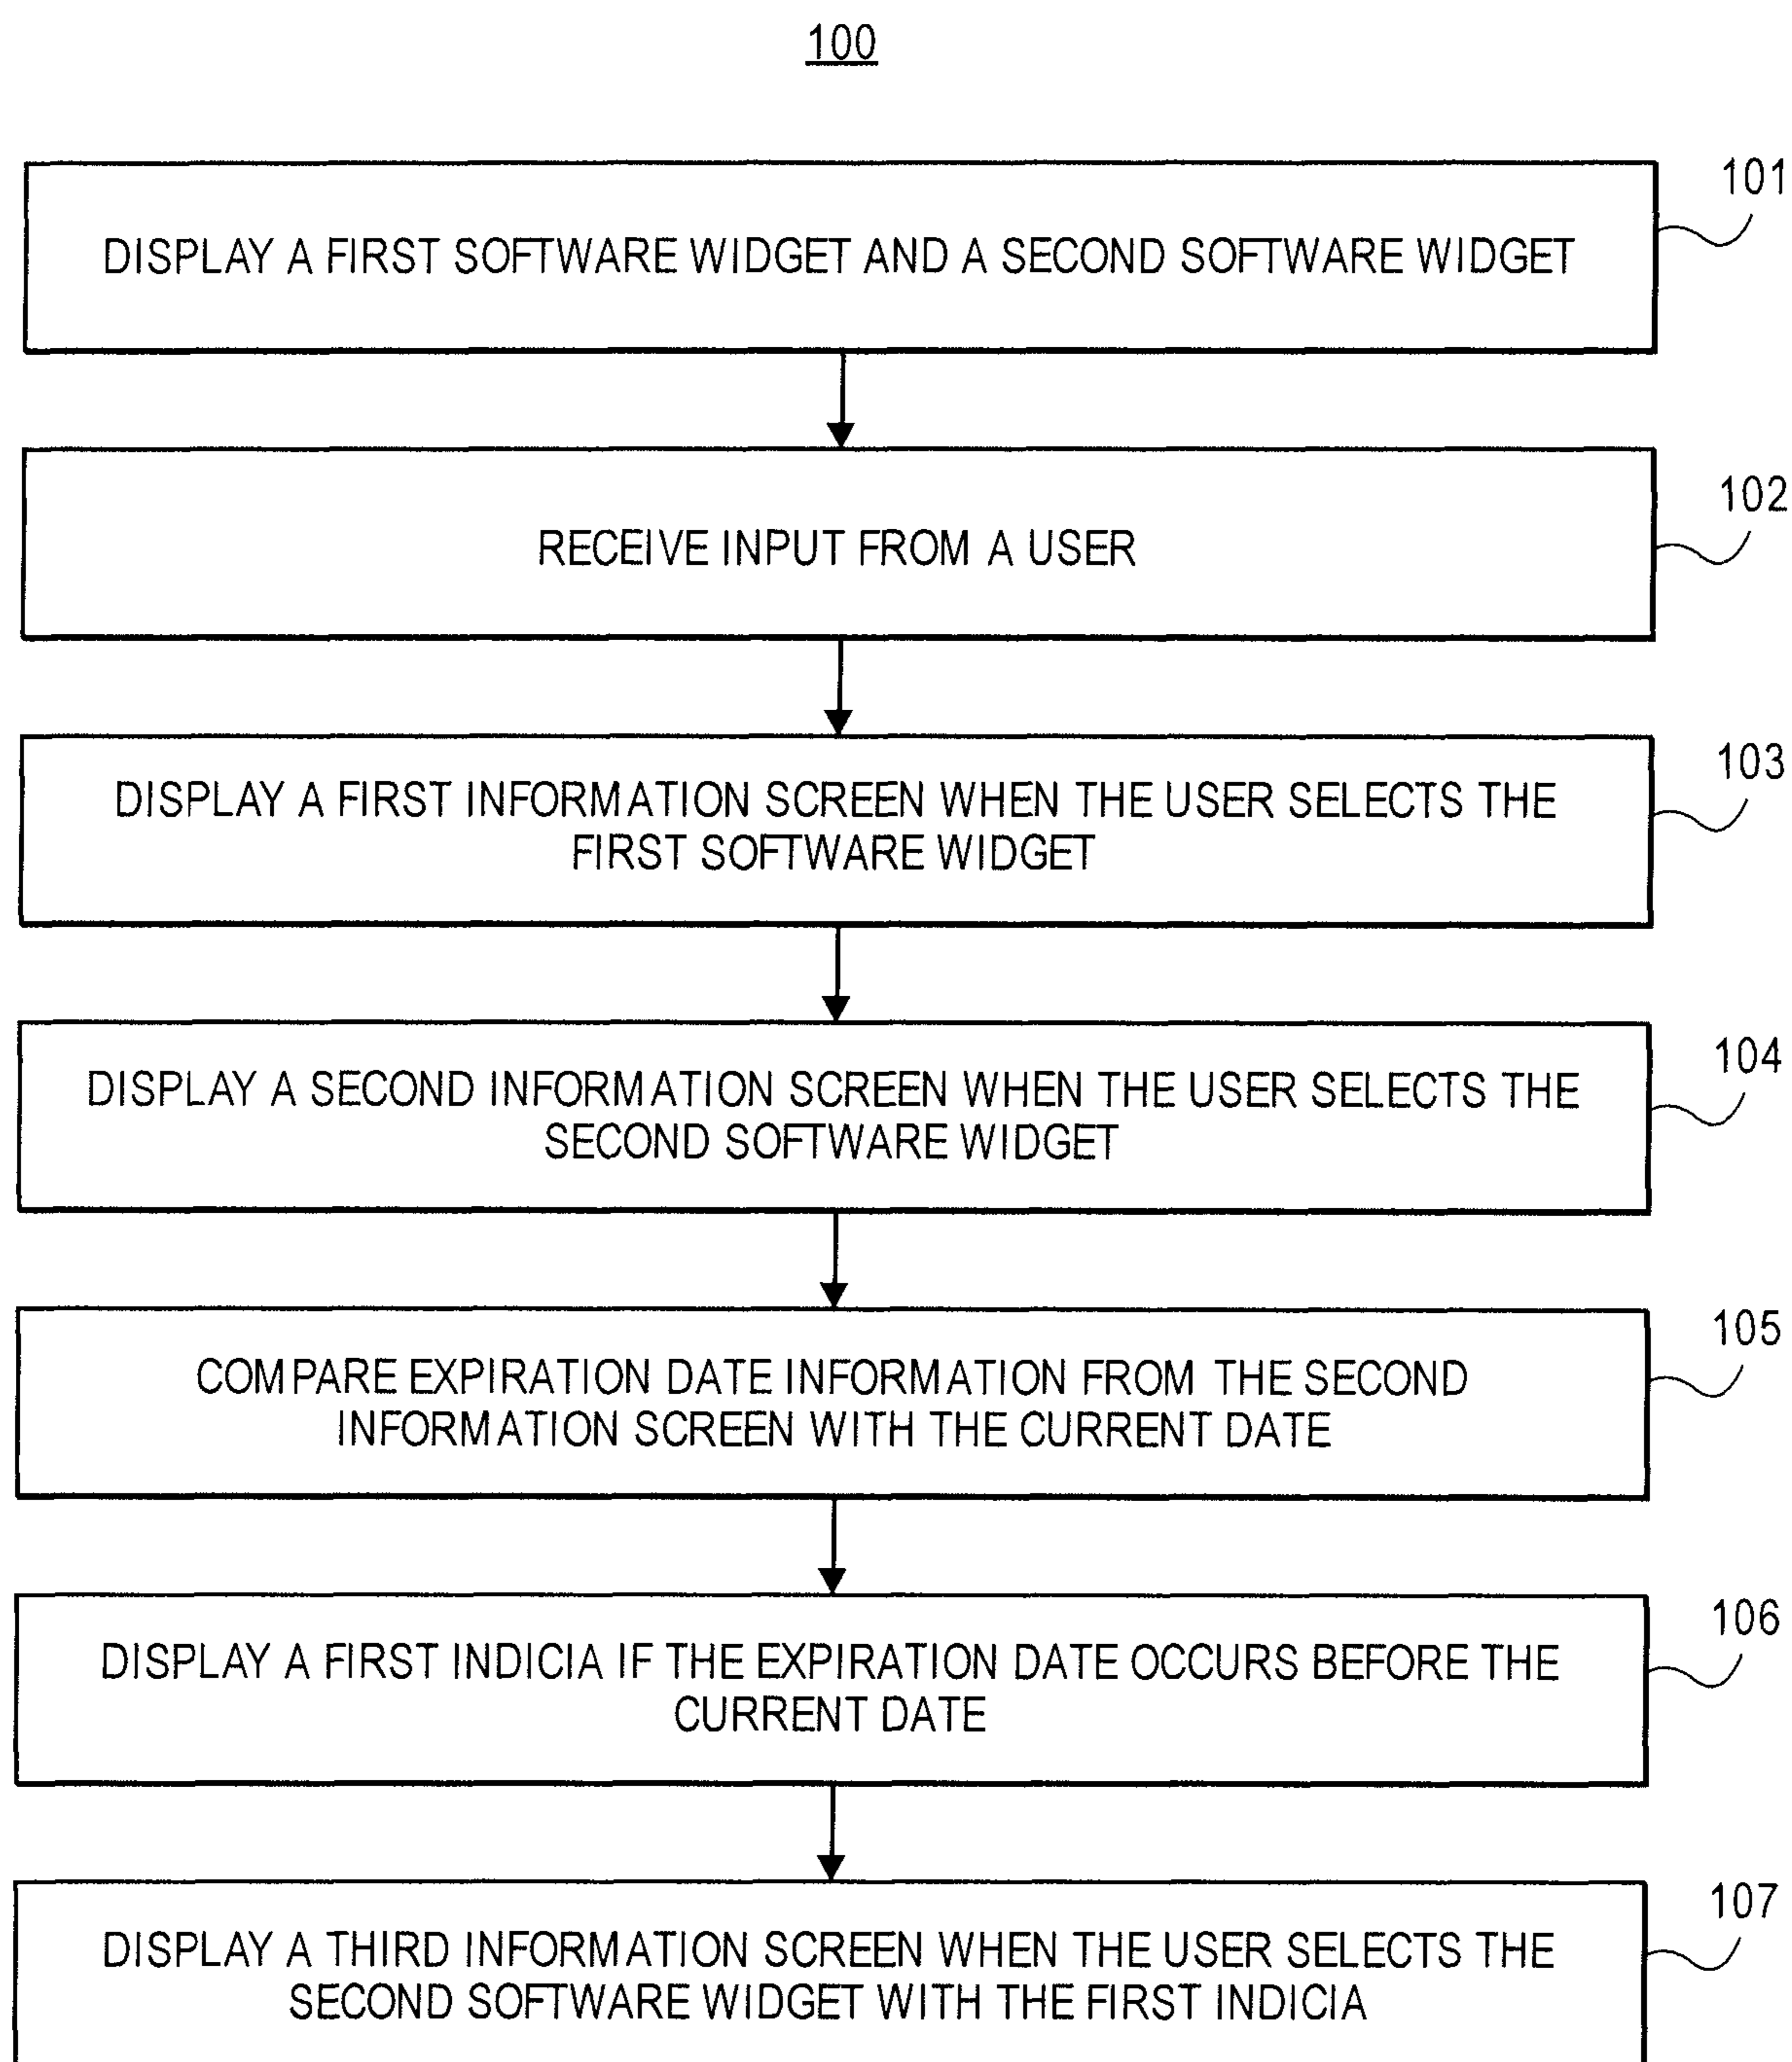 100
101
DISPLAY A FIRST SOFTWARE WIDGET AND A SECOND SOFTWARE WIDGET
102
RECEIVE INPUT FROM A USER
103
DISPLAY A FIRST INFORMATION SCREEN WHEN THE USER SELECTS THE
FIRST SOFTWARE WIDGET
104
DISPLAY A SECOND INFORMATION SCREEN WHEN THE USER SELECTS THE
SECOND SOFTWARE WIDGET
105
COMPARE EXPIRATION DATE INFORMATION FROM THE SECOND
INFORMATION SCREEN WITH THE CURRENT DATE
106
DISPLAY A FIRST INDICIA IF THE EXPIRATION DATE OCCURS BEFORE THE
CURRENT DATE
107
DISPLAY A THIRD INFORMATION SCREEN WHEN THE USER SELECTS THE
SECOND SOFTWARE WIDGET WITH THE FIRST INDICIA